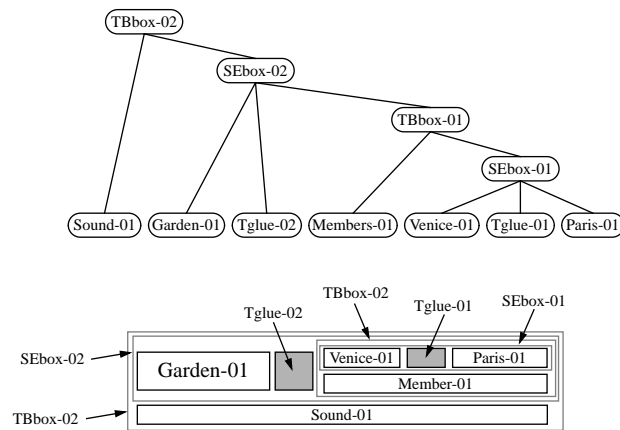 TBbox-02
SEbox-02
TBbox-01
SEbox-01
Sound-01 Garden-01 Tglue-02 Members-01 Venice-01 Tglue-01 Paris-01
TBbox-02
Tglue-01
SEbox-01
Tglue-02
SEbox-02
Garden-01
Venice-01
Paris-01
Member-01
TBbox-02
Sound-01